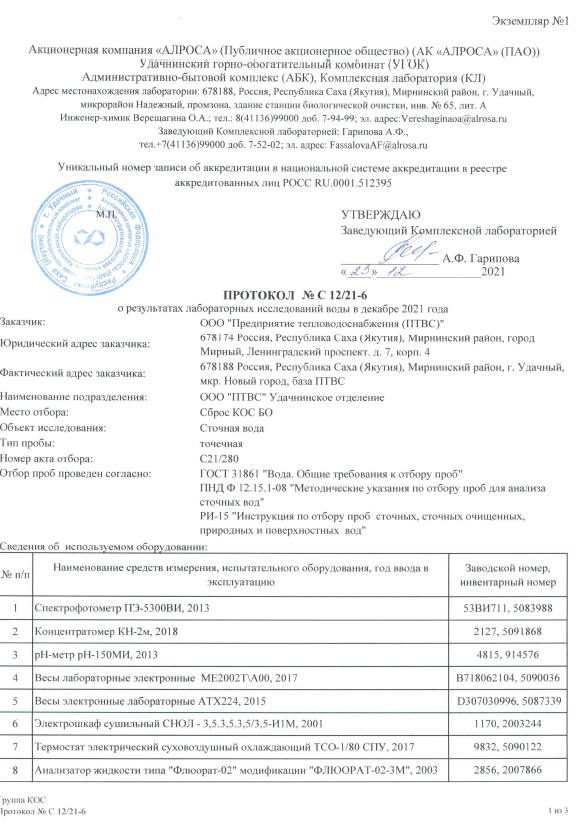 Экземпляр №1
Акционерная компания «АЛРОСА» (Публичное акционерное общество) (АК «АЛРОСА» (ПАО))
Удачнинский горно-обогатительный комбинат (УГОК)
Административно-бытовой комплекс (АБК), Комплексная лаборатория (КЛ)
Адрес местонахождения лаборатории: 678188, Россия, Республика Саха (Якутия), Мирнинский район, г. Удачный,
микрорайон Надежный, промзона, здание станции биологической очистки, инв. № 65, лит. А
Инженер-химик Верещагина О.А.; тел.: 8(41136)99000 доб. 7-94-99; эл. адрес:Vereshaginaoa@alrosa.ru
Заведующий Комплексной лабораторией: Гарипова А.Ф.,
тел.+7(41136)99000 доб. 7-52-02; эл. адрес: FassalovaAF@alrosa.ru
Уникальный номер записи об аккредитации в национальной системе аккредитации в реестре
аккредитованных лиц РОСС RU.0001.512395
М.П.
УТВЕРЖДАЮ
Заведующий Комплексной лабораторией
А.Ф. Гарипова
« 23 » 12 2021
ПРОТОКОЛ № С 12/21-6
о результатах лабораторных исследований воды в декабре 2021 года
Заказчик: ООО "Предприятие тепловодоснабжения (ПТВС)"
Юридический адрес заказчика: 678174 Россия, Республика Саха (Якутия), Мирнинский район, город
Мирный, Ленинградский проспект. д. 7, корп. 4
Фактический адрес заказчика: 678188 Россия, Республика Саха (Якутия), Мирнинский район, г. Удачный,
мкр. Новый город, база ПТВС
Наименование подразделения: ООО "ПТВС" Удачнинское отделение
Место отбора: Сброс КОС БО
Объект исследования: Сточная вода
Тип пробы: точечная
Номер акта отбора: С21/280
Отбор проб проведен согласно: ГОСТ 31861 "Вода. Общие требования к отбору проб"
ПНД Ф 12.15.1-08 "Методические указания по отбору проб для анализа
сточных вод"
РИ-15 "Инструкция по отбору проб сточных, сточных очищенных,
природных и поверхностных вод"
Сведения об используемом оборудовании:
№ п/п Наименование средств измерения, испытательного оборудования, год ввода в эксплуатацию Заводской номер, инвентарный номер
1 Спектрофотометр ПЭ-5300ВИ, 2013 53ВИ711, 5083988
2 Концентратомер КН-2м, 2018 2127, 5091868
3 рН-метр рН-150МИ, 2013 4815, 914576
4 Весы лабораторные электронные МЕ2002Т\А00, 2017 В718062104, 5090036
5 Весы электронные лабораторные АТХ224, 2015 D307030996, 5087339
6 Электрошкаф сушильный СНОЛ - 3,5.3,5.3,5/3,5-И1М, 2001 1170, 2003244
7 Термостат электрический суховоздушный охлаждающий ТСО-1/80 СПУ, 2017 9832, 5090122
8 Анализатор жидкости типа "Флюорат-02" модификации "ФЛЮОРАТ-02-3М", 2003 2856, 2007866
Группа КОС
Протокол № С 12/21-6
1 из 3